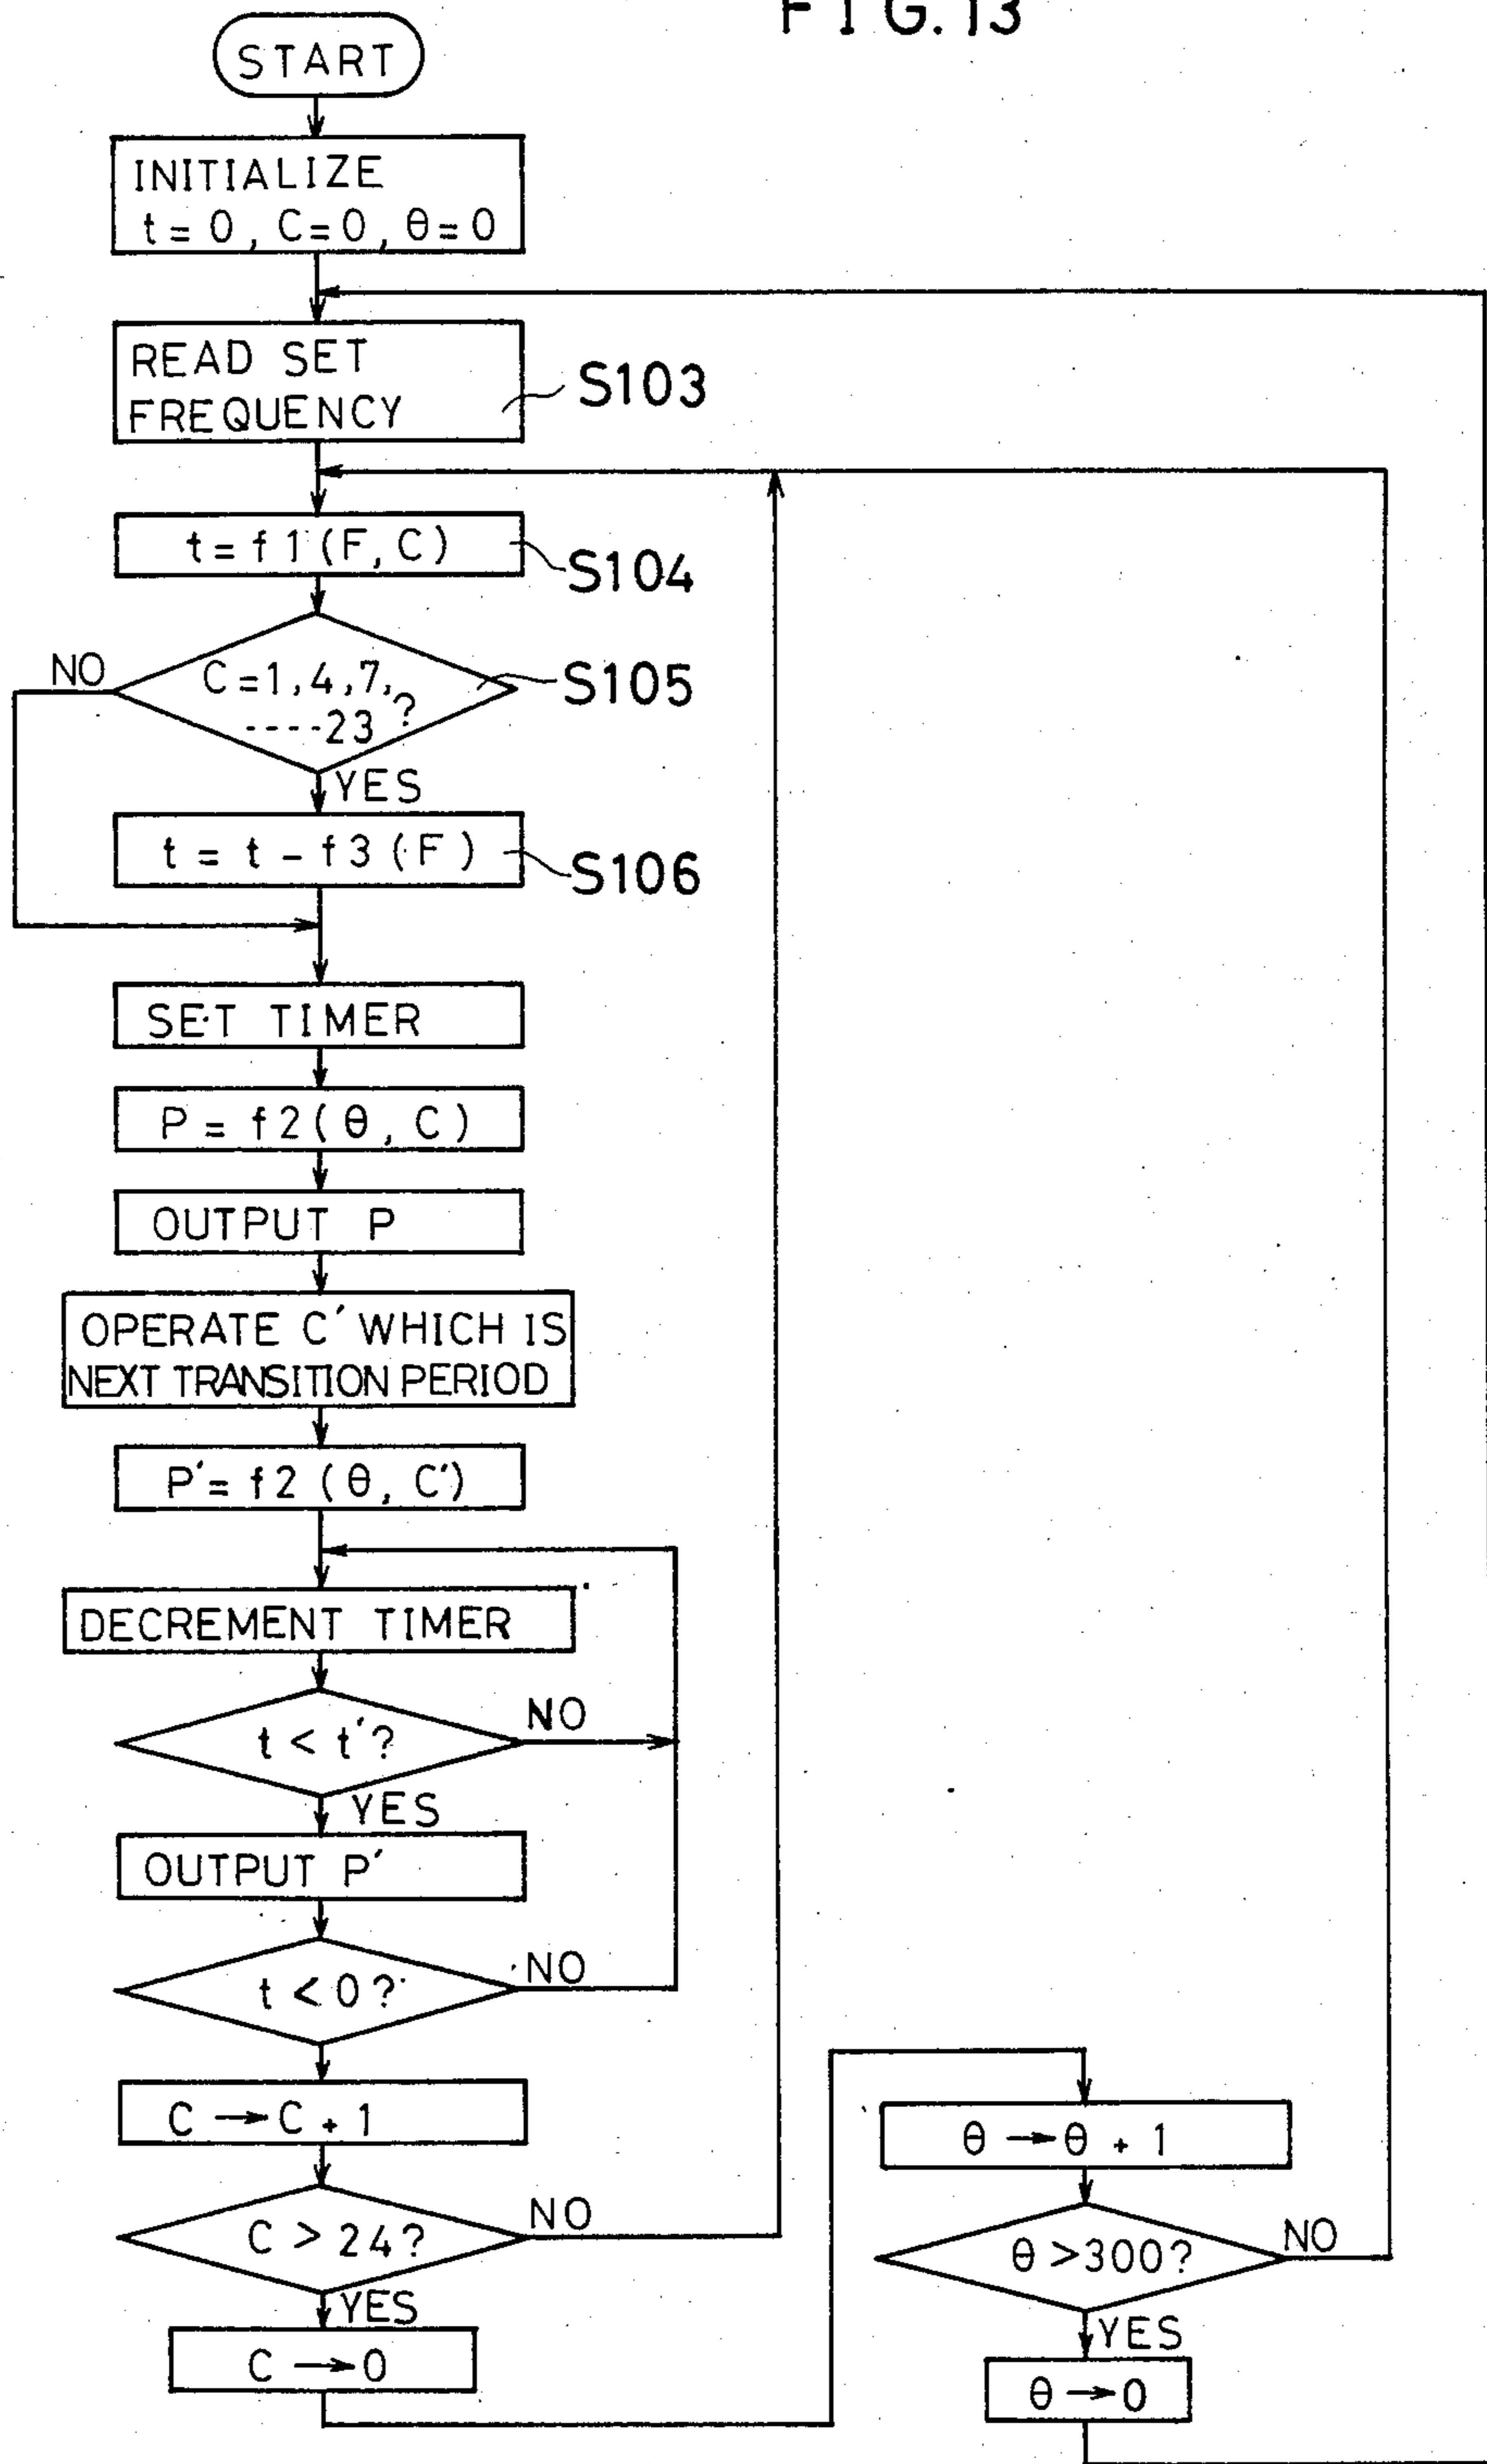 FIG.13
START
INITIALIZE
t = 0, C=0, θ=0
READ SET
FREQUENCY
S103
t = f1(F, C)
S104
C=1,4,7,
----23 ?
S105
NO
YES
t = t - f3(F)
S106
SET TIMER
P = f2(θ, C)
OUTPUT P
OPERATE C' WHICH IS
NEXT TRANSITION PERIOD
P'= f2 (θ, C')
DECREMENT TIMER
t < t'?
NO
YES
OUTPUT P'
t < 0?
NO
C → C + 1
C > 24?
NO
YES
C → 0
θ → θ + 1
θ >300?
NO
YES
θ → 0